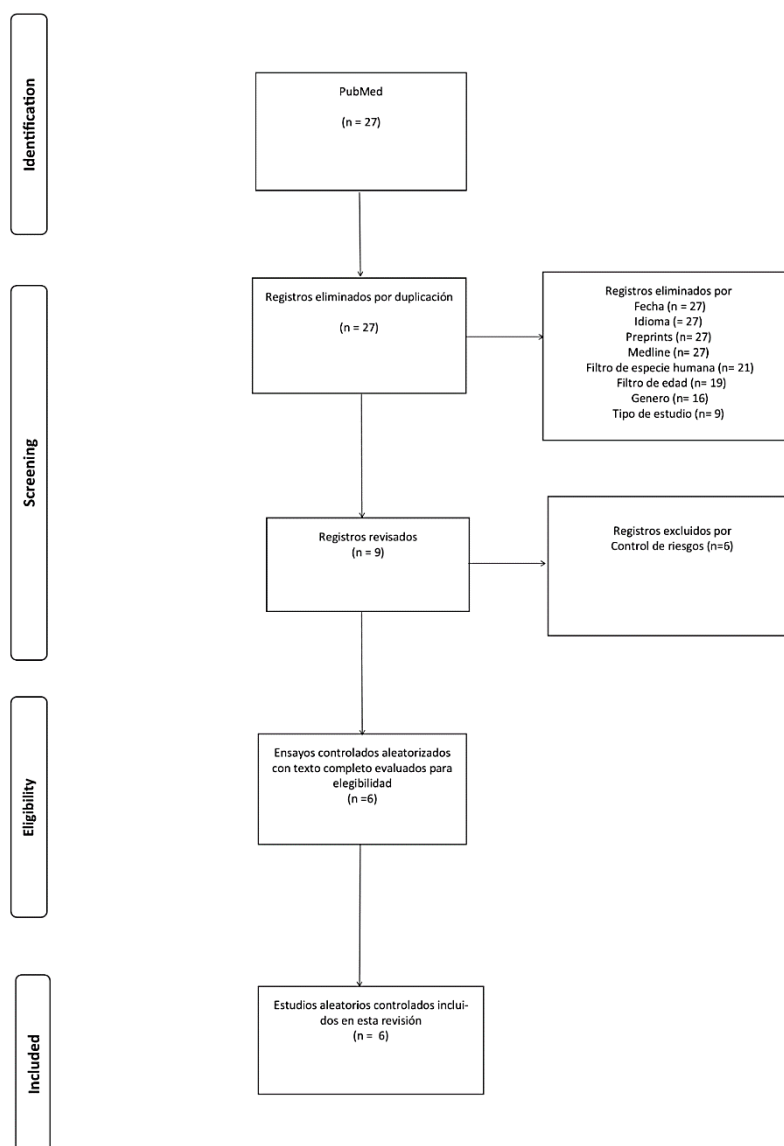 Identification
PubMed
(n = 27)
Screening
Registros eliminados por duplicación
(n = 27)
Registros eliminados por
Fecha (n = 27)
Idioma (= 27)
Preprints (n= 27)
Medline (n= 27)
Filtro de especie humana (n= 21)
Filtro de edad (n= 19)
Genero (n= 16)
Tipo de estudio (n= 9)
Registros revisados
(n = 9)
Registros excluidos por
Control de riesgos (n=6)
Eligibility
Ensayos controlados aleatorizados
con texto completo evaluados para
elegibilidad
(n =6)
Included
Estudios aleatorios controlados inclui-
dos en esta revisión
(n =  6)